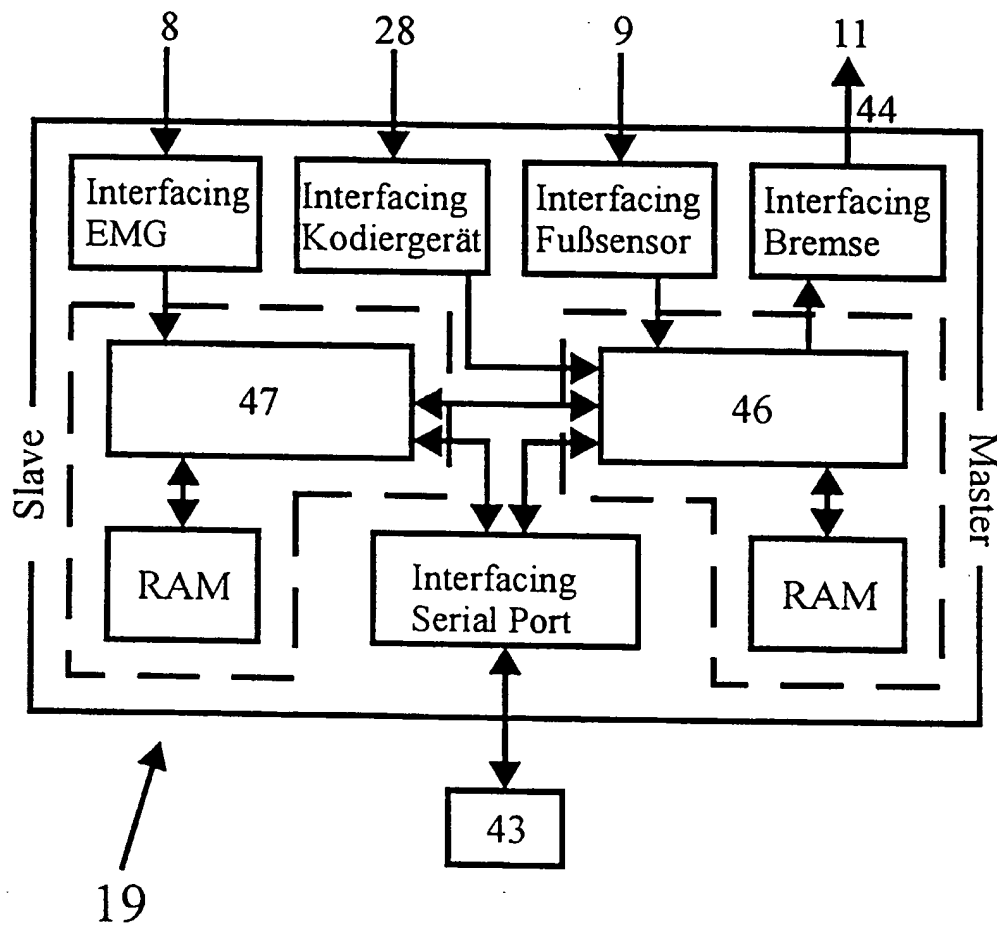 8 28 9 11
44
Interfacing
EMG
Interfacing
Kodiergerät
Interfacing
Fußsensor
Interfacing
Bremse
47
46
Slave
Master
RAM
Interfacing
Serial Port
RAM
43
19